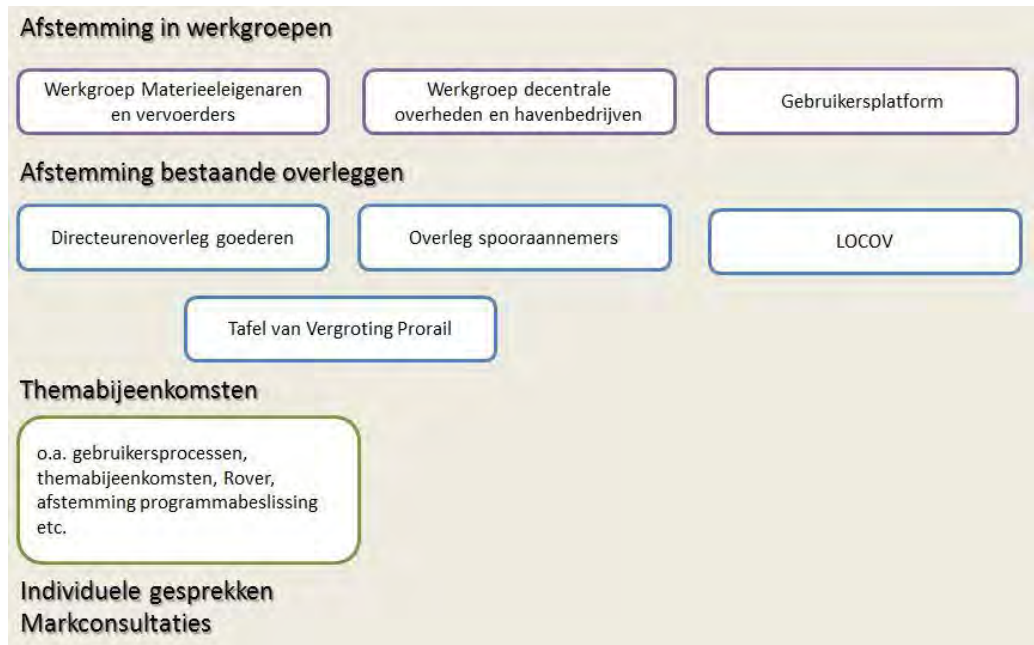 Afstemming in werkgroepen
Werkgroep Materieeleigenaren
en vervoerders
Werkgroep decentrale
overheden en havenbedrijven
Gebruikersplatform
Afstemming bestaande overleggen
Directeurenoverleg goederen
Overleg spooraannemers
LOCOV
Tafel van Vergroting Prorail
Themabijeenkomsten
o.a. gebruikersprocessen,
themabijeenkomsten, Rover,
afstemming programmabeslissing
etc.
Individuele gesprekken
Markconsultaties